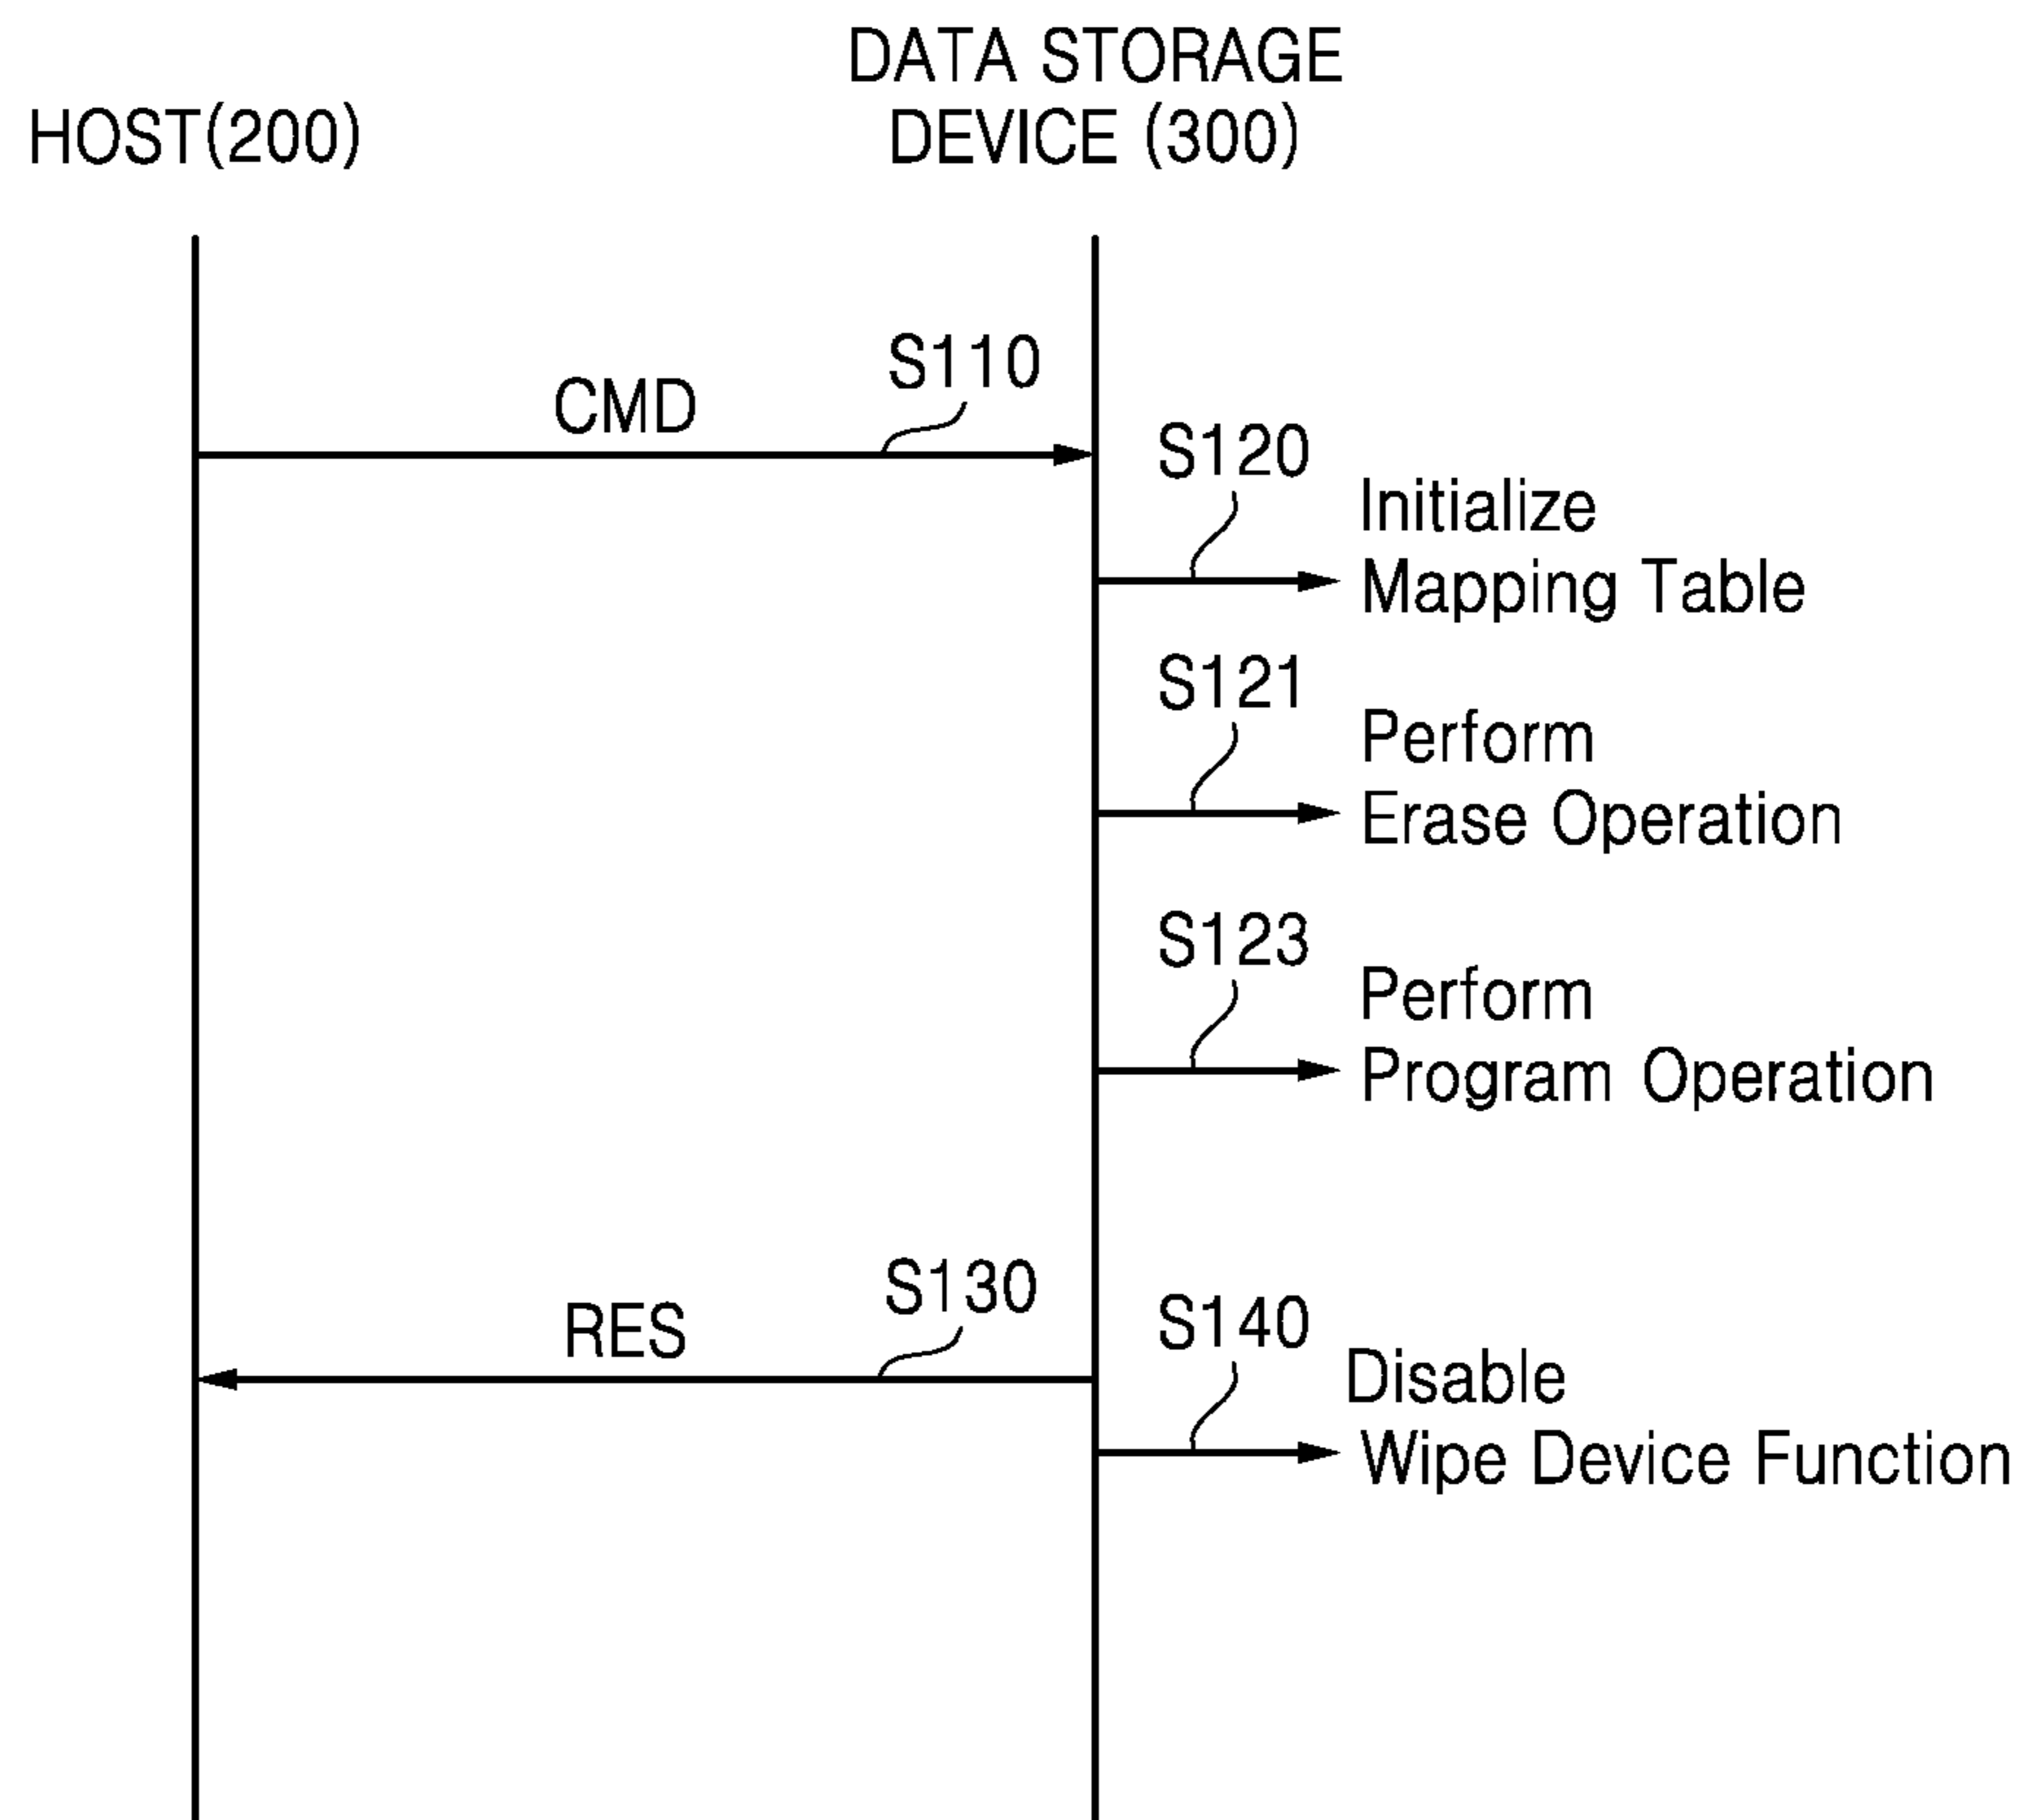 DATA STORAGE
DEVICE (300)
HOST(200)
S110
CMD
S120
Initialize
Mapping Table
S121
Perform
Erase Operation
S123
Perform
Program Operation
S130
RES
S140
Disable
Wipe Device Function